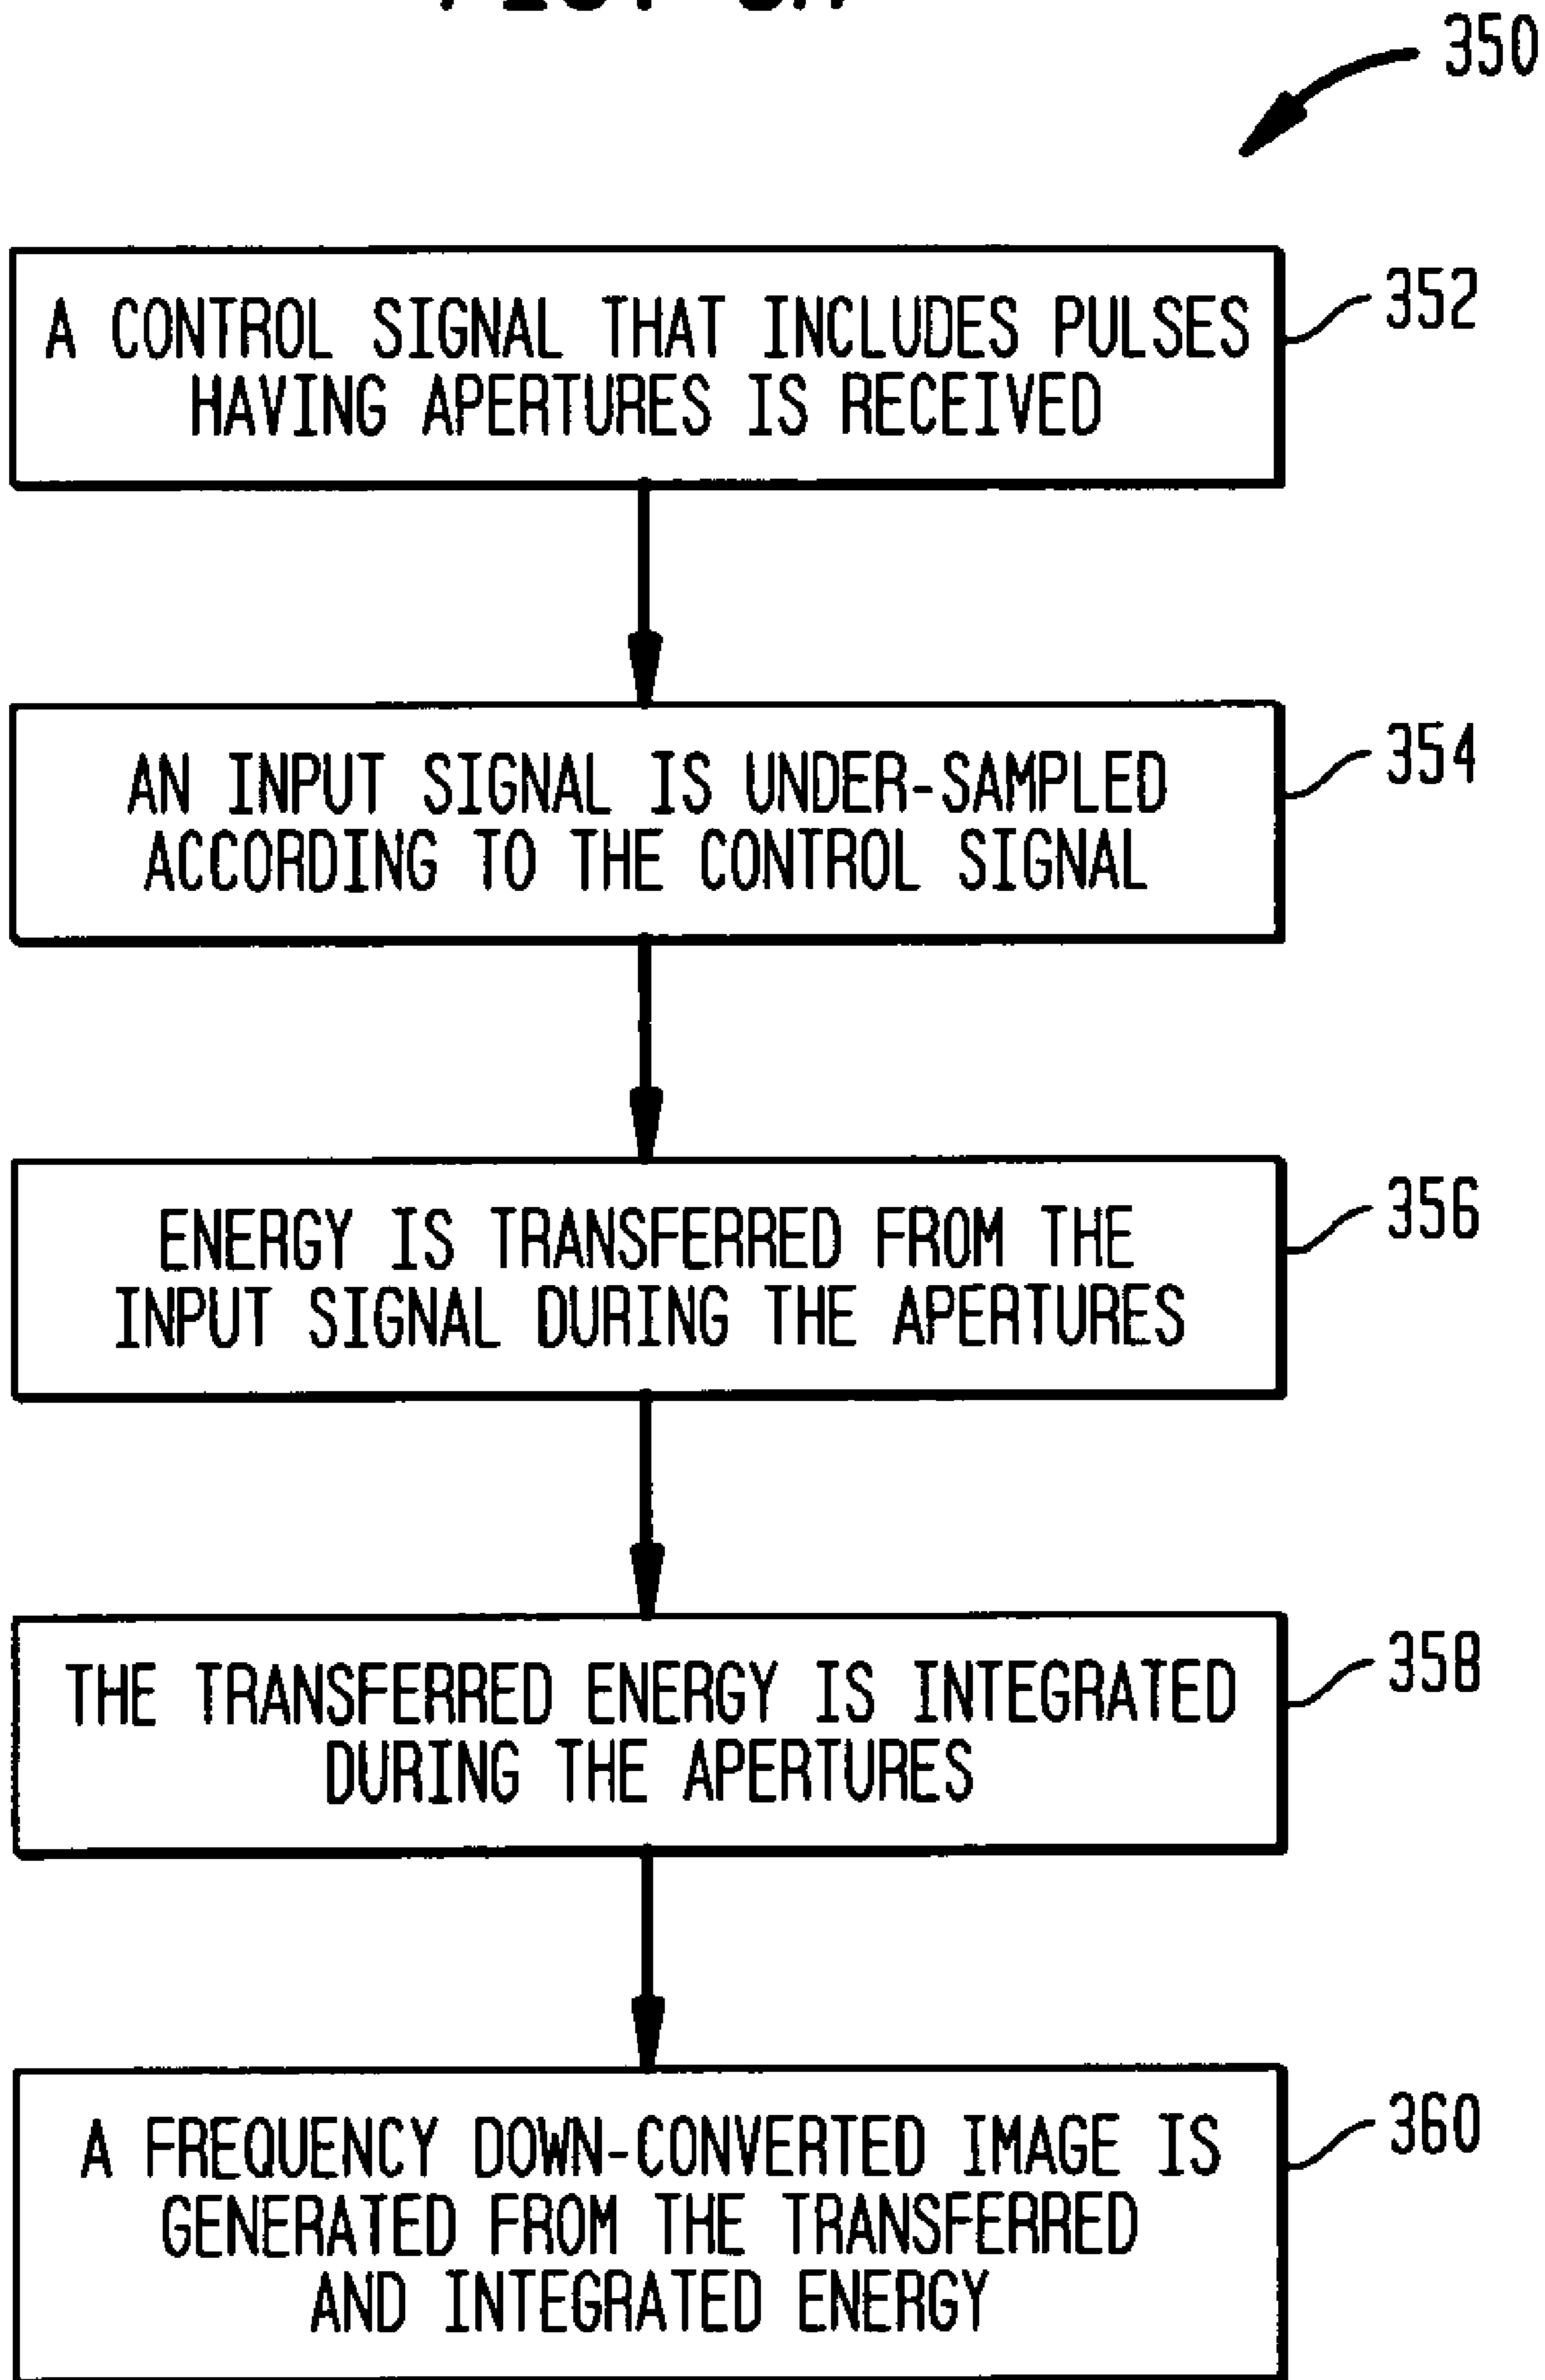 350
A CONTROL SIGNAL THAT INCLUDES PULSES
HAVING APERTURES IS RECEIVED
352
AN INPUT SIGNAL IS UNDER-SAMPLED
ACCORDING TO THE CONTROL SIGNAL
354
ENERGY IS TRANSFERRED FROM THE
INPUT SIGNAL DURING THE APERTURES
356
THE TRANSFERRED ENERGY IS INTEGRATED
DURING THE APERTURES
358
A FREQUENCY DOWN-CONVERTED IMAGE IS
GENERATED FROM THE TRANSFERRED
AND INTEGRATED ENERGY
360